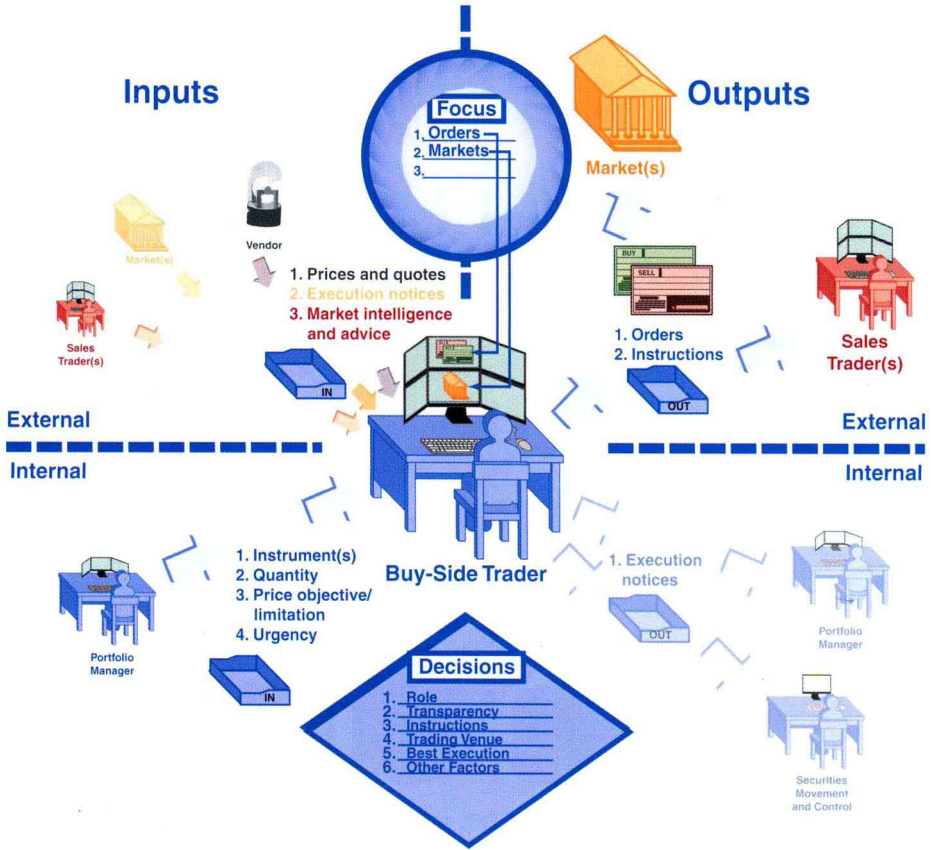 Inputs
Outputs
Focus
1. Orders
2. Markets
3.
Market(s)
Vendor
Market(s)
Sales
Trader(s)
1. Prices and quotes
2. Execution notices
3. Market intelligence
and advice
IN
BUY
SELL
1. Orders
2. Instructions
OUT
Sales
Trader(s)
External
External
Internal
Internal
1. Instrument(s)
2. Quantity
3. Price objective/
limitation
4. Urgency
IN
Portfolio
Manager
Buy-Side Trader
1. Execution
notices
OUT
Portfolio
Manager
Securities
Movement
and Control
Decisions
1. Role
2. Transparency
3. Instructions
4. Trading Venue
5. Best Execution
6. Other Factors